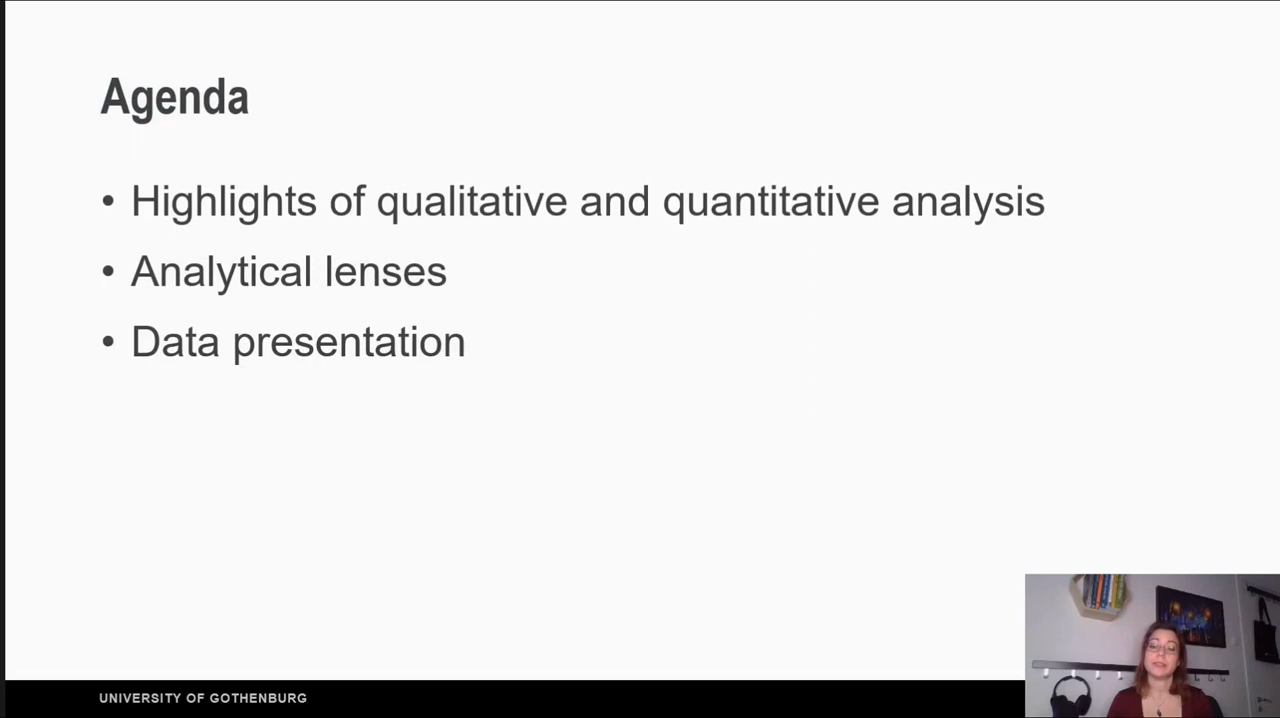 Agenda
• Highlights of qualitative and quantitative analysis
• Analytical lenses
• Data presentation
UNIVERSITY OF GOTHENBURG